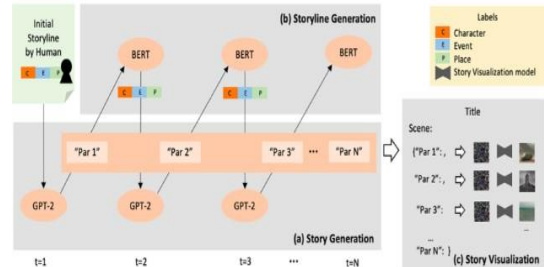 Initial
Storyline
by Human
C E P
(b) Storyline Generation
BERT
BERT
BERT
C E P
C E P
Labels
C Character
E Event
P Place
Story Visualization model
"Par 1"
"Par 2"
"Par 3"
...
"Par N"
GPT-2
GPT-2
GPT-2
(a) Story Generation
t=1
t=2
t=3
...
t=N
Title
Scene:
{"Par 1": ,
"Par 2": ,
"Par 3":
...
...
"Par N": }
(c) Story Visualization